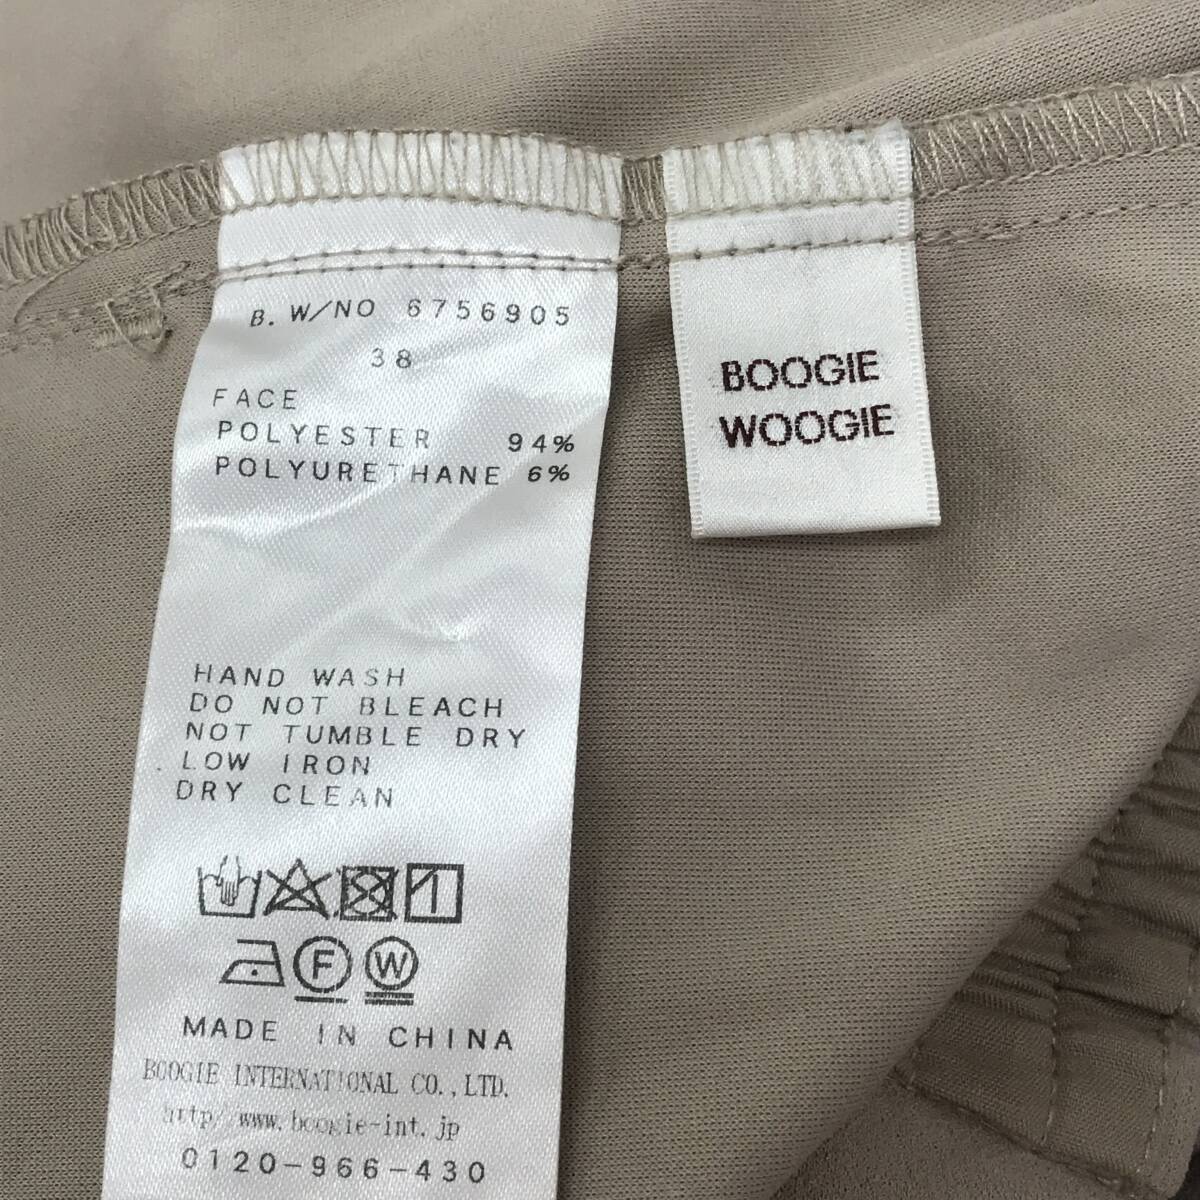 B. W/NO 6756905
38
FACE
POLYESTER 94%
POLYURETHANE 6%
HAND WASH
DO NOT BLEACH
NOT TUMBLE DRY
LOW IRON
DRY CLEAN
F W
MADE IN CHINA
BOOGIE INTERNATIONAL CO.,LTD.
http/ www.boogie-int.jp
0120-966-430
BOOGIE
WOOGIE